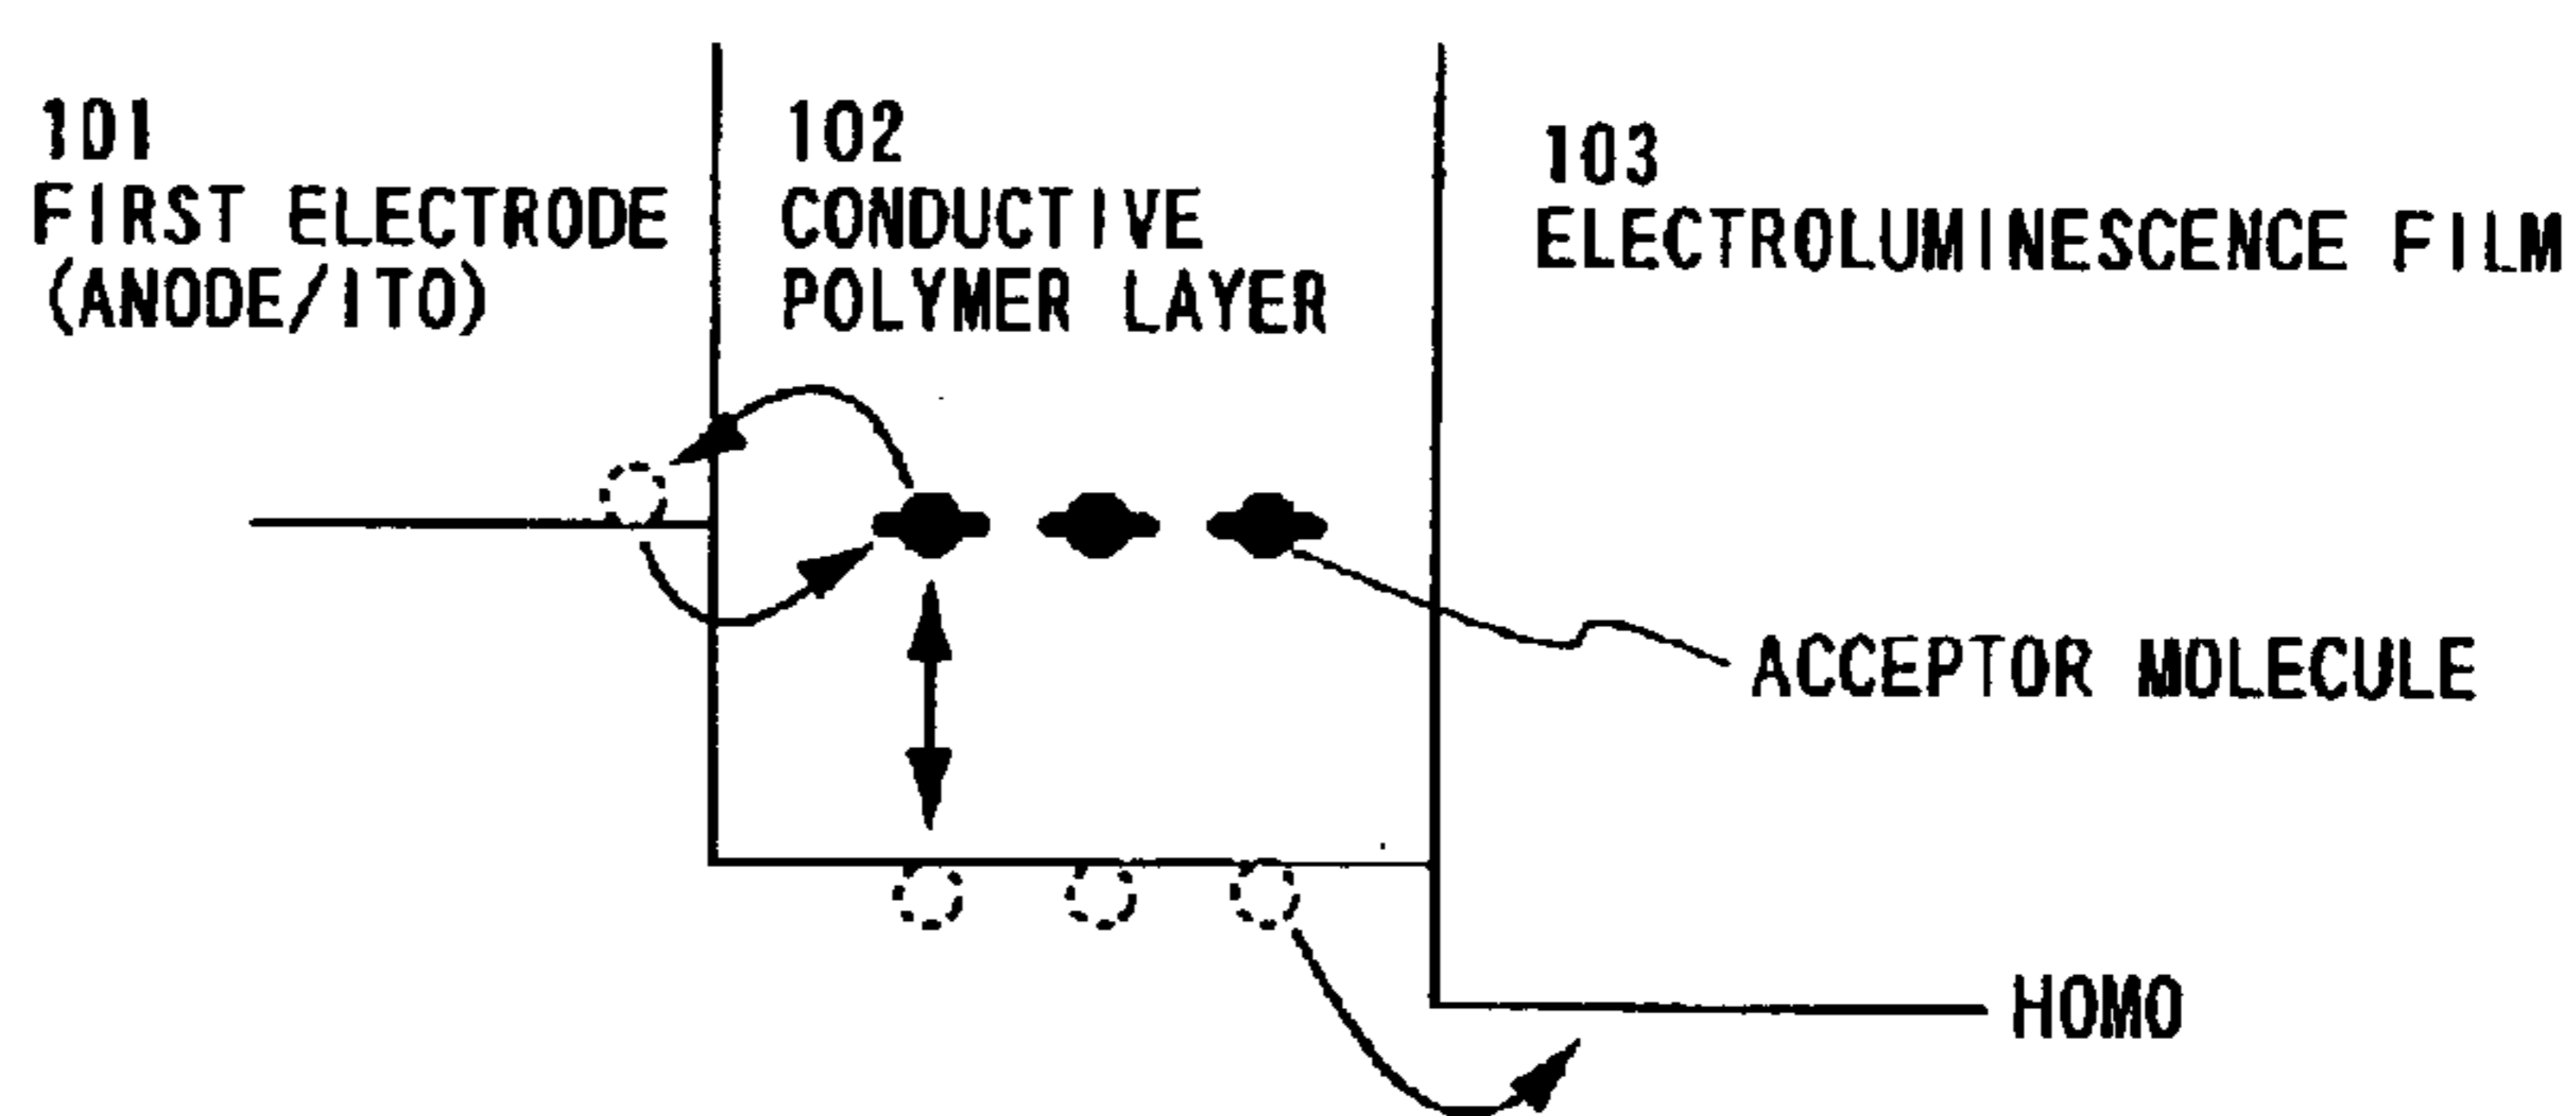 101
FIRST ELECTRODE
(ANODE/ITO)
102
CONDUCTIVE
POLYMER LAYER
103
ELECTROLUMINESCENCE FILM
ACCEPTOR MOLECULE
HOMO